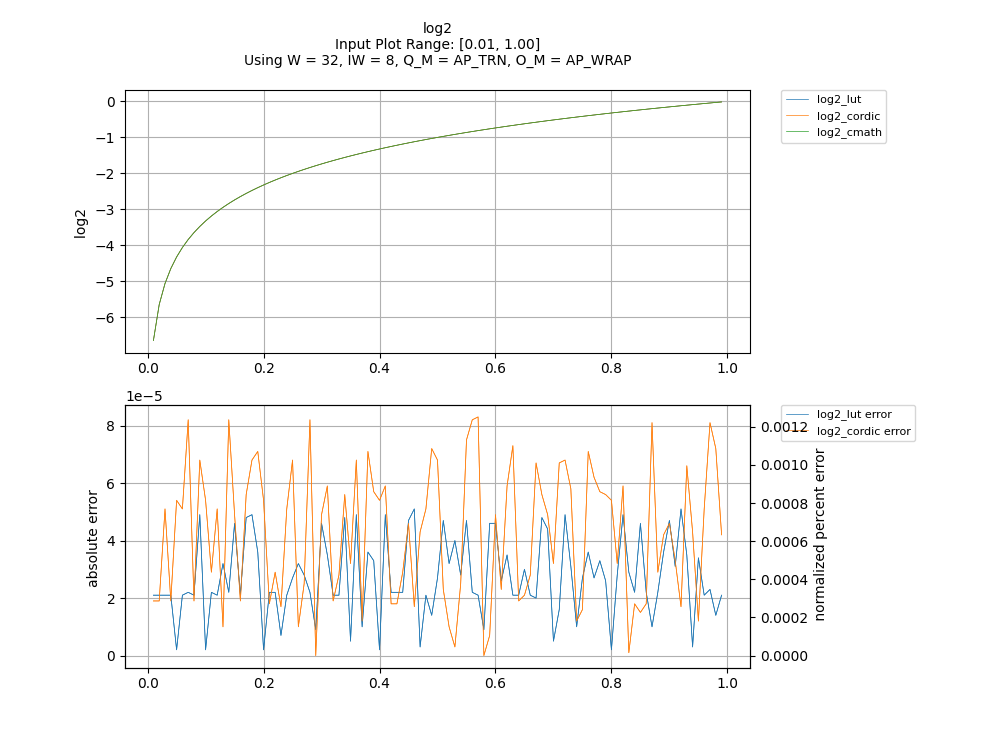 log2
Input Plot Range: [0.01, 1.00]
Using W = 32, IW = 8, Q_M = AP_TRN, O_M = AP_WRAP
log2_lut
log2_cordic
log2_cmath
log2
0
−1
−2
−3
−4
−5
−6
0.0 0.2 0.4 0.6 0.8 1.0
1e−5
log2_lut error
log2_cordic error
absolute error
8
6
4
2
0
0.0012
0.0010
0.0008
0.0006
0.0004
0.0002
0.0000
normalized percent error
0.0 0.2 0.4 0.6 0.8 1.0